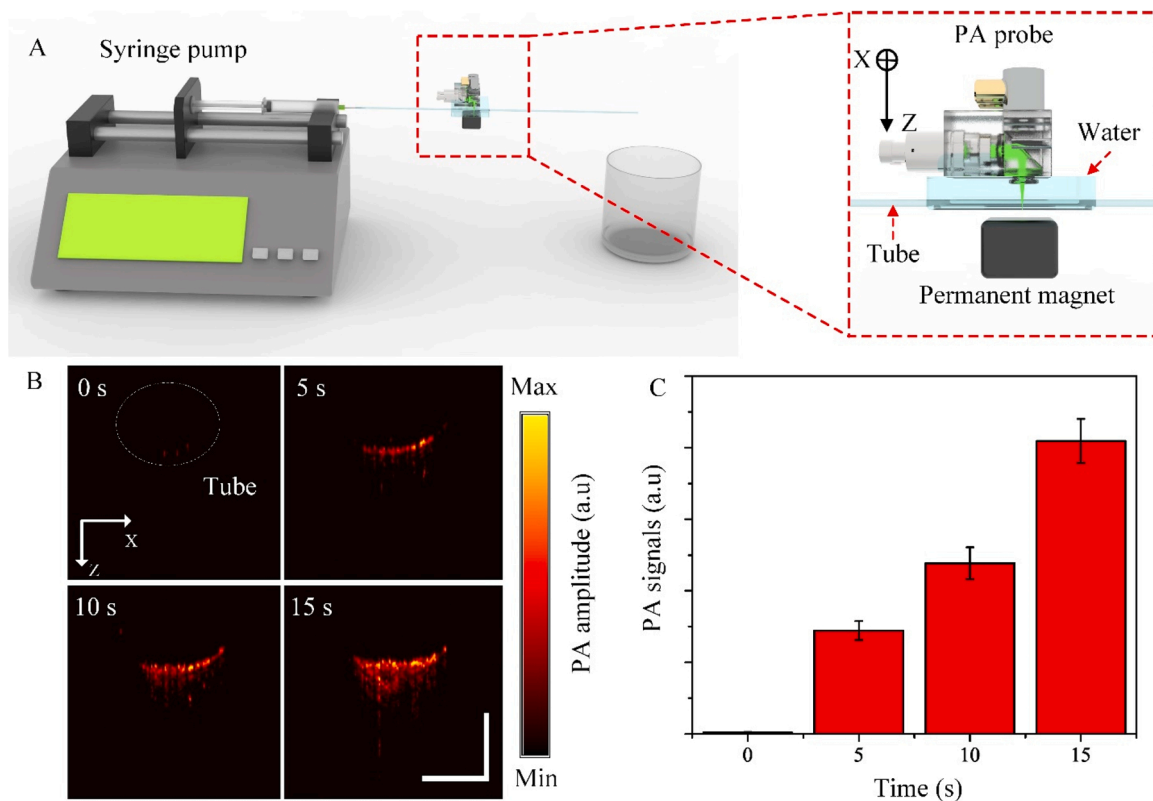 A
Syringe pump
PA probe
X
Z
Water
Tube
Permanent magnet
B
0 s
Tube
X
Z
5 s
10 s
15 s
Max
PA amplitude (a.u)
Min
C
PA signals (a.u)
0
5
10
15
Time (s)